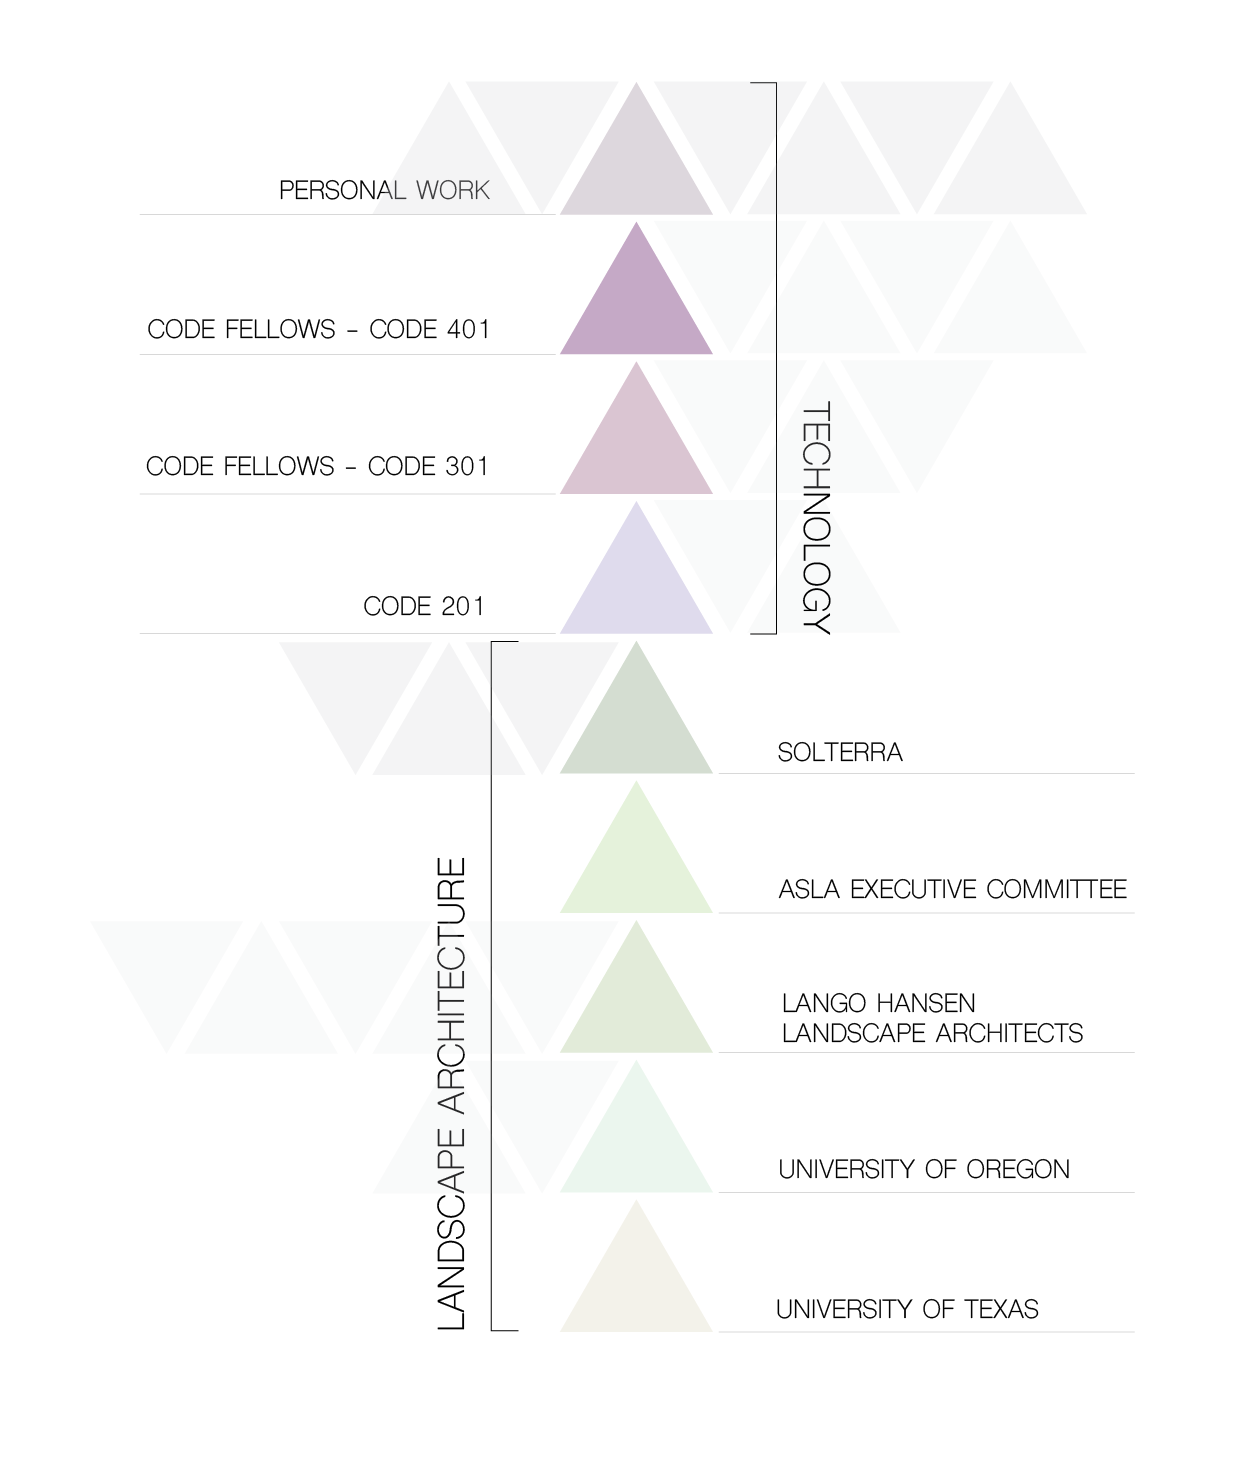 PERSONAL WORK
CODE FELLOWS - CODE 401
CODE FELLOWS - CODE 301
TECHNOLOGY
CODE 201
SOLTERRA
LANDSCAPE ARCHITECTURE
ASLA EXECUTIVE COMMITTEE
LANGO HANSEN
LANDSCAPE ARCHITECTS
UNIVERSITY OF OREGON
UNIVERSITY OF TEXAS